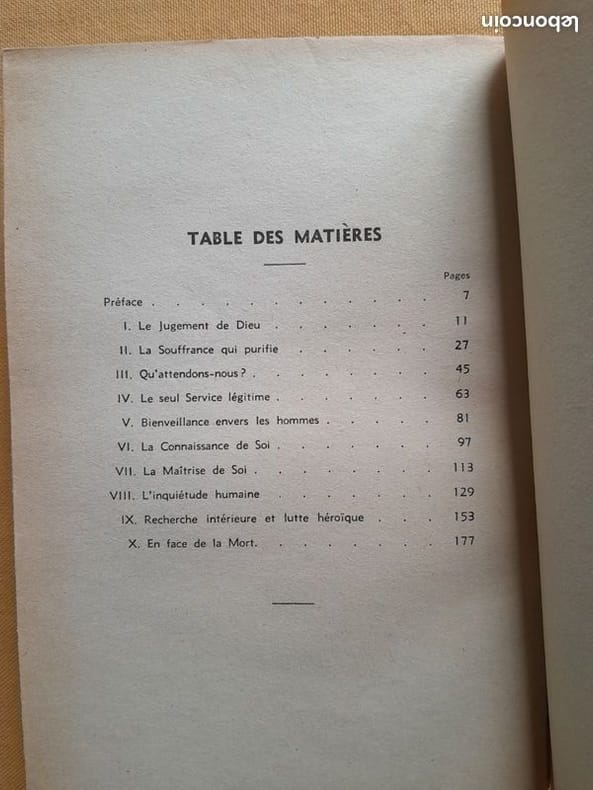 leboncoin
TABLE DES MATIÈRES
Pages
Préface . . . . . . . . . . . . 7
I. Le Jugement de Dieu . . . . . . . 11
II. La Souffrance qui purifie . . . . . . 27
III. Qu'attendons-nous ? . . . . . . . . 45
IV. Le seul Service légitime . . . . . . . 63
V. Bienveillance envers les hommes . . . . . 81
VI. La Connaissance de Soi . . . . . . . 97
VII. La Maîtrise de Soi . . . . . . . . 113
VIII. L'inquiétude humaine . . . . . . . 129
IX. Recherche intérieure et lutte héroïque . . . 153
X. En face de la Mort. . . . . . . . 177